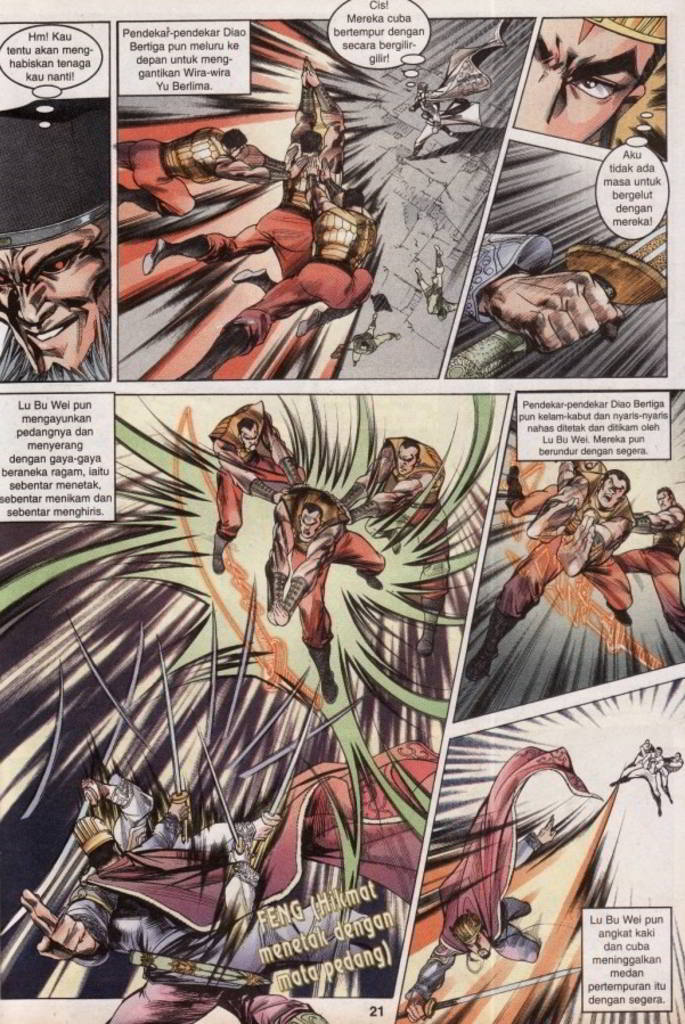 Hm! Kau
tentu akan meng-
habiskan tenaga
kau nanti!
Pendekar-pendekar Diao
Bertiga pun meluru ke
depan untuk meng-
gantikan Wira-wira
Yu Berlima.
Cis!
Mereka cuba
bertempur dengan
secara bergilir-
gilir!
Aku
tidak ada
masa untuk
bergelut
dengan
mereka!
Lu Bu Wei pun
mengayunkan
pedangnya dan
menyerang
dengan gaya-gaya
beraneka ragam, iaitu
sebentar menetak,
sebentar menikam dan
sebentar menghiris.
FENG (Hikmat
menetak dengan
mata pedang)
Pendekar-pendekar Diao Bertiga
pun kelam-kabut dan nyaris-nyaris
nahas ditetak dan ditikam oleh
Lu Bu Wei. Mereka pun
berundur dengan segera.
Lu Bu Wei pun
angkat kaki
dan cuba
meninggalkan
medan
pertempuran itu
dengan segera.
21